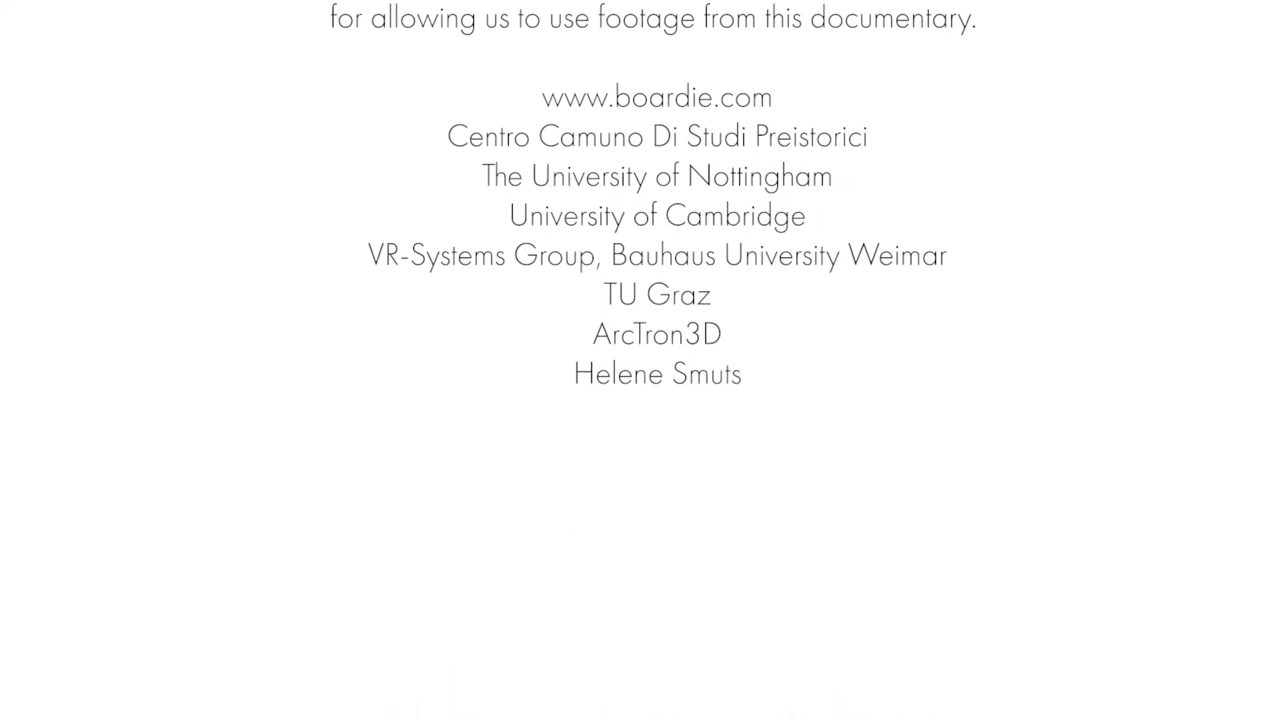 for allowing us to use footage from this documentary.
www.boardie.com
Centro Camuno Di Studi Preistorici
The University of Nottingham
University of Cambridge
VR-Systems Group, Bauhaus University Weimar
TU Graz
ArcTron3D
Helene Smuts